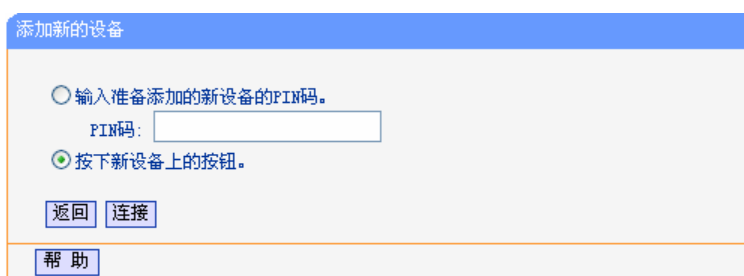 添加新的设备
输入准备添加的新设备的PIN码。
PIN码:
按下新设备上的按钮。
返回 连接
帮 助